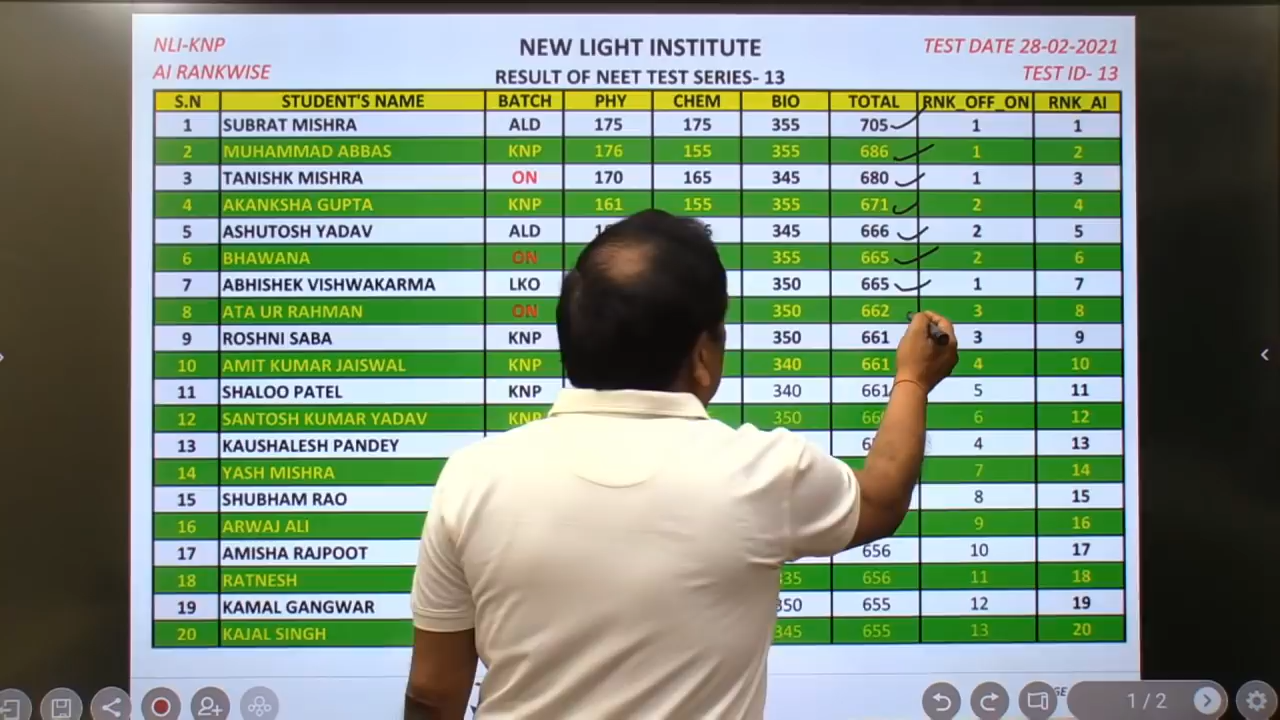 NLI-KNP NEW LIGHT INSTITUTE TEST DATE 28-02-2021
AI RANKWISE RESULT OF NEET TEST SERIES- 13 TEST ID- 13
S.N STUDENT'S NAME BATCH PHY CHEM BIO TOTAL RNK_OFF_ON RNK_AI
1 SUBRAT MISHRA ALD 175 175 355 705 1 1
2 MUHAMMAD ABBAS KNP 176 155 355 686 1 2
3 TANISHK MISHRA ON 170 165 345 680 1 3
4 AKANKSHA GUPTA KNP 161 155 355 671 2 4
5 ASHUTOSH YADAV ALD 345 666 2 5
6 BHAWANA ON 355 665 2 6
7 ABHISHEK VISHWAKARMA LKO 350 665 1 7
8 ATA UR RAHMAN ON 350 662 3 8
9 ROSHNI SABA KNP 350 661 3 9
10 AMIT KUMAR JAISWAL KNP 340 661 4 10
11 SHALOO PATEL KNP 340 661 5 11
12 SANTOSH KUMAR YADAV KNP 350 6 12
13 KAUSHALESH PANDEY 4 13
14 YASH MISHRA 7 14
15 SHUBHAM RAO 8 15
16 ARWAJ ALI 9 16
17 AMISHA RAJPOOT 656 10 17
18 RATNESH 656 11 18
19 KAMAL GANGWAR 655 12 19
20 KAJAL SINGH 345 655 13 20
1 / 2